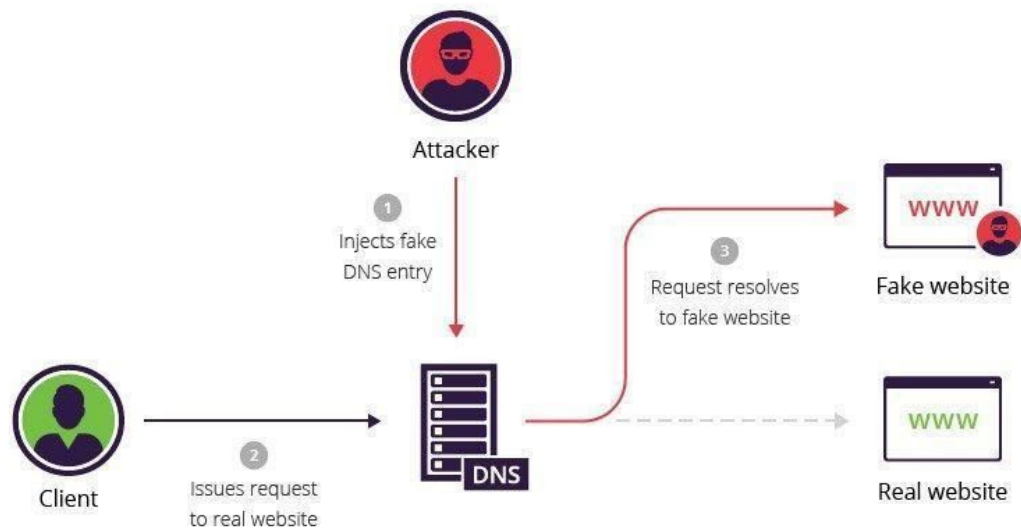 Attacker
1
Injects fake
DNS entry
www
3
Request resolves
to fake website
Fake website
Client
2
Issues request
to real website
DNS
www
Real website